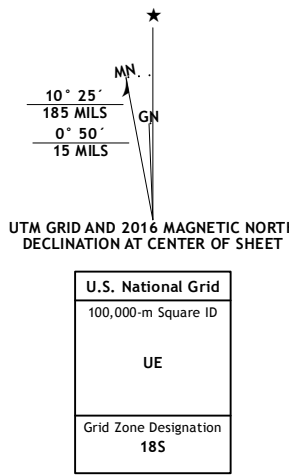 ★
MN
GN
10° 25´
185 MILS
0° 50´
15 MILS
UTM GRID AND 2016 MAGNETIC NORTH
DECLINATION AT CENTER OF SHEET
U.S. National Grid
100,000-m Square ID
UE
Grid Zone Designation
18S